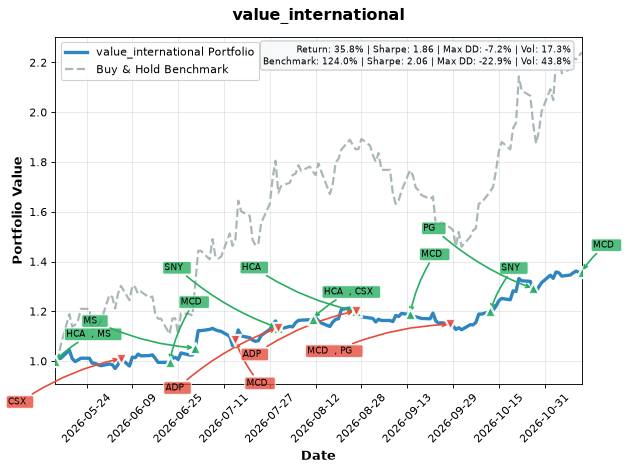 value_international
value_international Portfolio
Buy & Hold Benchmark
Return: 35.8% | Sharpe: 1.86 | Max DD: -7.2% | Vol: 17.3%
Benchmark: 124.0% | Sharpe: 2.06 | Max DD: -22.9% | Vol: 43.8%
Portfolio Value
2.2
2.0
1.8
1.6
1.4
1.2
1.0
PG
MCD
MCD
SNY
HCA
SNY
HCA , CSX
MCD
MS
HCA , MS
ADP
MCD , PG
ADP
MCD
CSX
2026-05-24
2026-06-09
2026-06-25
2026-07-11
2026-07-27
2026-08-12
2026-08-28
2026-09-13
2026-09-29
2026-10-15
2026-10-31
Date